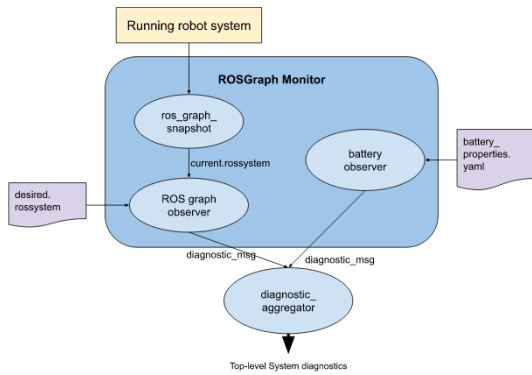 Running robot system
ROSGraph Monitor
ros_graph_
snapshot
current.rossystem
battery
observer
battery_
properties.
yaml
desired.
rossystem
ROS graph
observer
diagnostic_msg
diagnostic_msg
diagnostic_
aggregator
Top-level System diagnostics